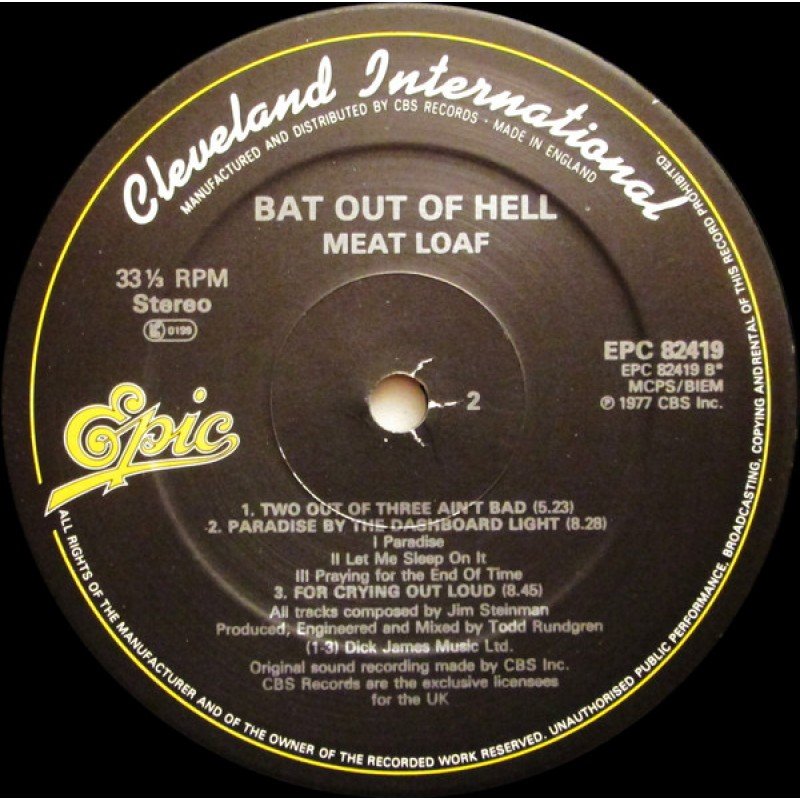 Cleveland International
MANUFACTURED AND DISTRIBUTED BY CBS RECORDS · MADE IN ENGLAND
BAT OUT OF HELL
MEAT LOAF
33 ⅓ RPM
Stereo
K 0199
EPC 82419
EPC 82419 B*
MCPS/BIEM
℗ 1977 CBS Inc.
2
Epic
1. TWO OUT OF THREE AIN'T BAD (5.23)
2. PARADISE BY THE DASHBOARD LIGHT (8.28)
I Paradise
II Let Me Sleep On It
III Praying for the End Of Time
3. FOR CRYING OUT LOUD (8.45)
All tracks composed by Jim Steinman
Produced, Engineered and Mixed by Todd Rundgren
(1-3) Dick James Music Ltd.
Original sound recording made by CBS Inc.
CBS Records are the exclusive licensees
for the UK
ALL RIGHTS OF THE MANUFACTURER AND OF THE OWNER OF THE RECORDED WORK RESERVED. UNAUTHORISED PUBLIC PERFORMANCE, BROADCASTING, COPYING AND RENTAL OF THIS RECORD PROHIBITED.